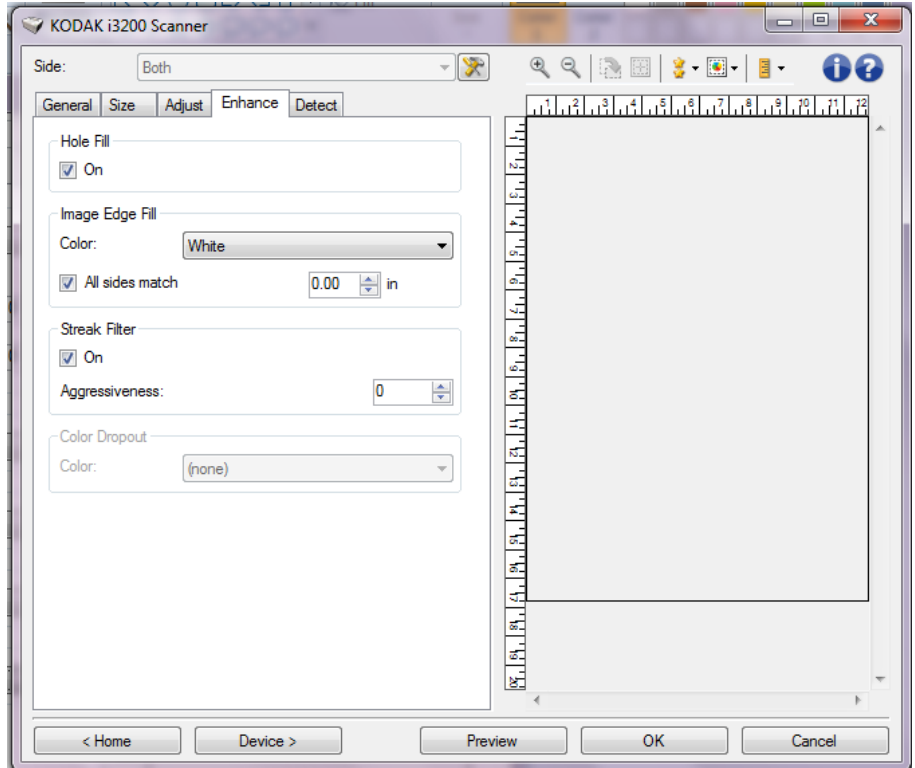 KODAK i3200 Scanner
Side: Both
General Size Adjust Enhance Detect
Hole Fill
On
Image Edge Fill
Color: White
All sides match 0.00 in
Streak Filter
On
Aggressiveness: 0
Color Dropout
Color: (none)
1 2 3 4 5 6 7 8 9 10 11 12
1
2
3
4
5
6
7
8
9
10
11
12
13
14
15
16
17
18
19
20
< Home Device > Preview OK Cancel